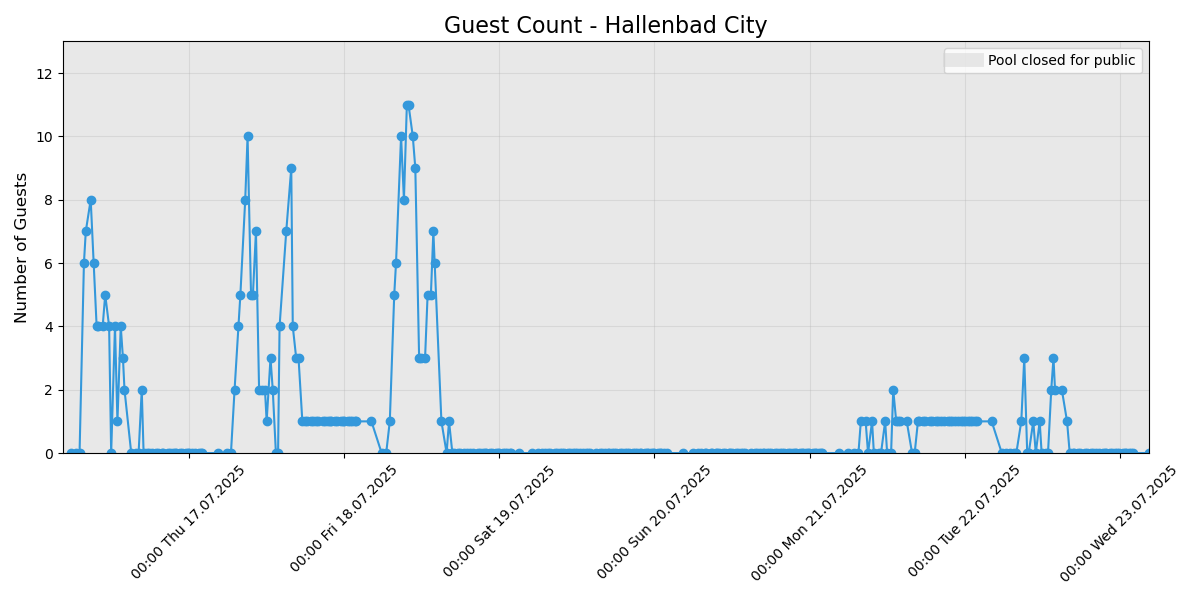 Guest Count - Hallenbad City
Pool closed for public
Number of Guests
12
10
8
6
4
2
0
00:00 Thu 17.07.2025
00:00 Fri 18.07.2025
00:00 Sat 19.07.2025
00:00 Sun 20.07.2025
00:00 Mon 21.07.2025
00:00 Tue 22.07.2025
00:00 Wed 23.07.2025